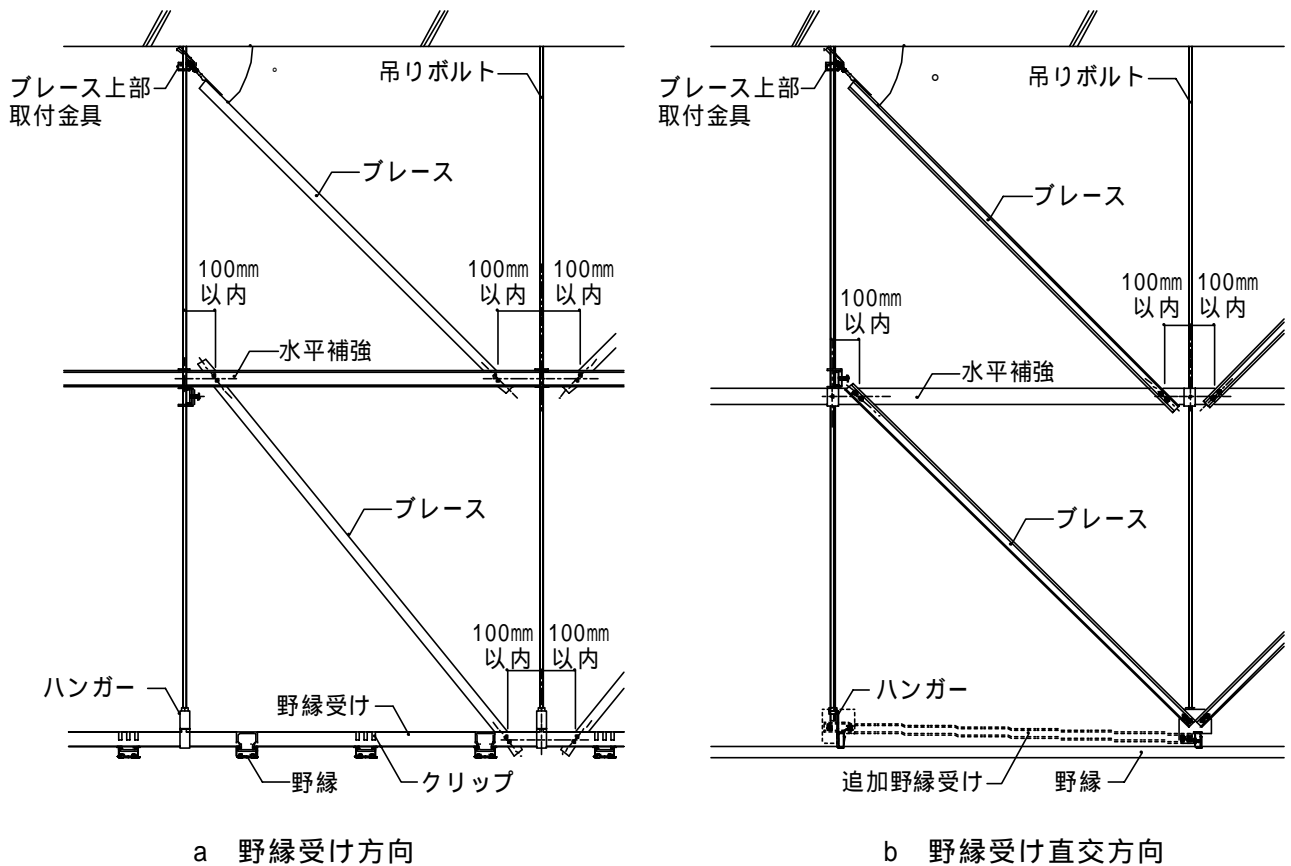 ブレース上部
取付金具
吊りボルト
ブレース
100㎜
以内
100㎜
以内
100㎜
以内
水平補強
ブレース
100㎜
以内
100㎜
以内
ハンガー
野縁受け
野縁
クリップ
a 野縁受け方向
ブレース上部
取付金具
吊りボルト
ブレース
100㎜
以内
100㎜
以内
100㎜
以内
水平補強
ブレース
ハンガー
追加野縁受け
野縁
b 野縁受け直交方向